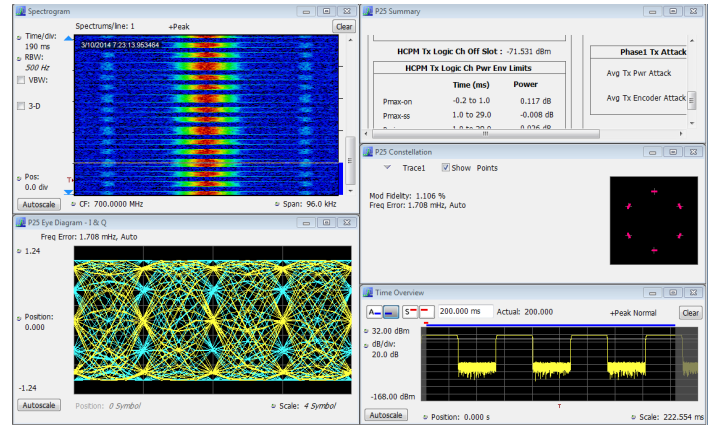 Spectrogram
Spectrums/line: 1 +Peak Clear
Time/div:
190 ms
RBW:
500 Hz
VBW:
3-D
3/10/2014 7:23:13.953464
Pos:
0.0 div
T
Autoscale CF: 700.0000 MHz Span: 96.0 kHz
P25 Summary
HCPM Tx Logic Ch Off Slot : -71.531 dBm
HCPM Tx Logic Ch Pwr Env Limits
Time (ms) Power
Pmax-on -0.2 to 1.0 0.117 dB
Pmax-ss 1.0 to 29.0 -0.008 dB
1.0 to 29.0 0.026 dB
Phase1 Tx Attack
Avg Tx Pwr Attack
Avg Tx Encoder Attack
P25 Constellation
Trace1 Show Points
Mod Fidelity: 1.106 %
Freq Error: 1.708 mHz, Auto
P25 Eye Diagram - I & Q
Freq Error: 1.708 mHz, Auto
1.24
Position:
0.000
-1.24
Autoscale Position: 0 Symbol Scale: 4 Symbol
Time Overview
A S 200.000 ms Actual: 200.000 +Peak Normal Clear
32.00 dBm
dB/div:
20.0 dB
-168.00 dBm
T
Autoscale Position: 0.000 s Scale: 222.554 ms